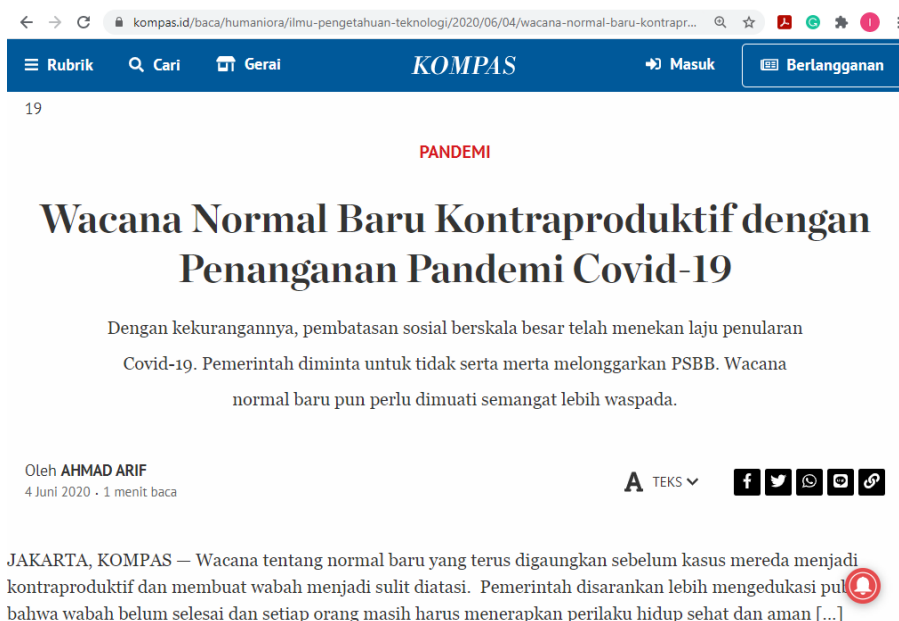 kompas.id/baca/humaniora/ilmu-pengetahuan-teknologi/2020/06/04/wacana-normal-baru-kontrapr...
Rubrik Cari Gerai KOMPAS Masuk Berlangganan
19
PANDEMI
Wacana Normal Baru Kontraproduktif dengan
Penanganan Pandemi Covid-19
Dengan kekurangannya, pembatasan sosial berskala besar telah menekan laju penularan
Covid-19. Pemerintah diminta untuk tidak serta merta melonggarkan PSBB. Wacana
normal baru pun perlu dimuati semangat lebih waspada.
Oleh AHMAD ARIF
4 Juni 2020 · 1 menit baca
A TEKS
JAKARTA, KOMPAS — Wacana tentang normal baru yang terus digaungkan sebelum kasus mereda menjadi
kontraproduktif dan membuat wabah menjadi sulit diatasi. Pemerintah disarankan lebih mengedukasi
bahwa wabah belum selesai dan setiap orang masih harus menerapkan perilaku hidup sehat dan aman [...]